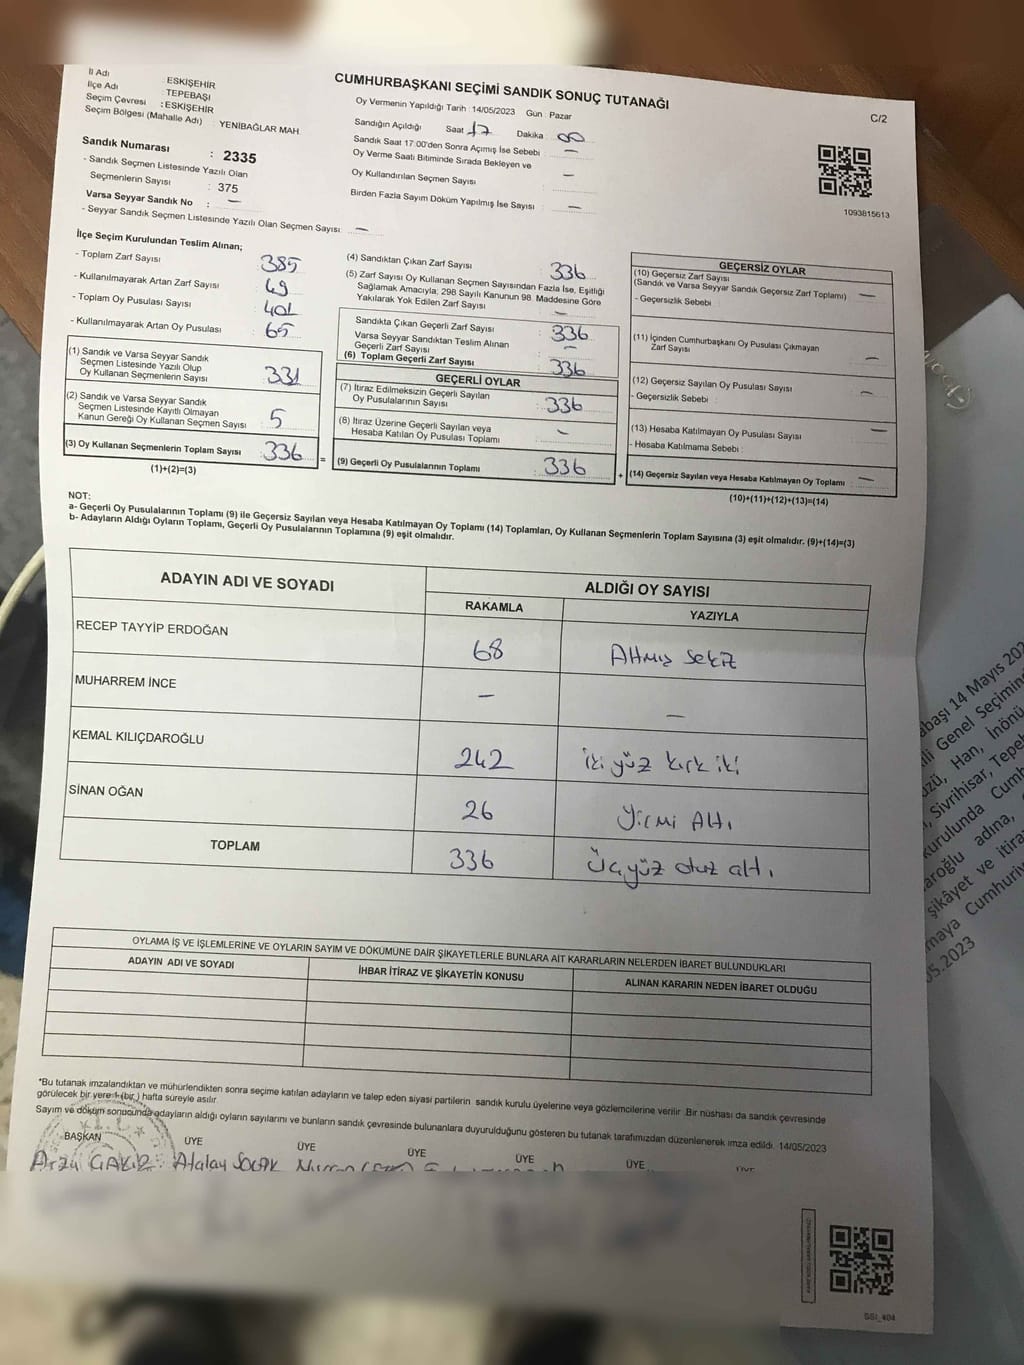 CUMHURBAŞKANI SEÇİMİ SANDIK SONUÇ TUTANAĞI
C/2
İl Adı : ESKİŞEHİR
İlçe Adı : TEPEBAŞI
Seçim Çevresi : ESKİŞEHİR
Seçim Bölgesi (Mahalle Adı) : YENİBAĞLAR MAH.
Oy Vermenin Yapıldığı Tarih : 14/05/2023 Gün : Pazar
Sandığın Açıldığı Saat 17 Dakika : 00
Sandık Saat 17:00'den Sonra Açımış İse Sebebi : —
Oy Verme Saati Bitiminde Sırada Bekleyen ve
Oy Kullandırılan Seçmen Sayısı : —
Birden Fazla Sayım Döküm Yapılmış İse Sayısı : —
1093815613
Sandık Numarası : 2335
- Sandık Seçmen Listesinde Yazılı Olan
Seçmenlerin Sayısı : 375
Varsa Seyyar Sandık No : —
- Seyyar Sandık Seçmen Listesinde Yazılı Olan Seçmen Sayısı : —
İlçe Seçim Kurulundan Teslim Alınan;
- Toplam Zarf Sayısı : 385
- Kullanılmayarak Artan Zarf Sayısı : 49
- Toplam Oy Pusulası Sayısı : 401
- Kullanılmayarak Artan Oy Pusulası : 65
(1) Sandık ve Varsa Seyyar Sandık
Seçmen Listesinde Yazılı Olup
Oy Kullanan Seçmenlerin Sayısı : 331
(2) Sandık ve Varsa Seyyar Sandık
Seçmen Listesinde Kayıtlı Olmayan
Kanun Gereği Oy Kullanan Seçmen Sayısı : 5
(3) Oy Kullanan Seçmenlerin Toplam Sayısı : 336
(1)+(2)=(3)
(4) Sandıktan Çıkan Zarf Sayısı : 336
(5) Zarf Sayısı Oy Kullanan Seçmen Sayısından Fazla İse, Eşitliği
Sağlamak Amacıyla; 298 Sayılı Kanunun 98. Maddesine Göre
Yakılarak Yok Edilen Zarf Sayısı : —
Sandıkta Çıkan Geçerli Zarf Sayısı : 336
Varsa Seyyar Sandıktan Teslim Alınan
Geçerli Zarf Sayısı : —
(6) Toplam Geçerli Zarf Sayısı : 336
GEÇERLİ OYLAR
(7) İtiraz Edilmeksizin Geçerli Sayılan
Oy Pusulalarının Sayısı : 336
(8) İtiraz Üzerine Geçerli Sayılan veya
Hesaba Katılan Oy Pusulası Toplamı : —
= (9) Geçerli Oy Pusulalarının Toplamı : 336
GEÇERSİZ OYLAR
(10) Geçersiz Zarf Sayısı
(Sandık ve Varsa Seyyar Sandık Geçersiz Zarf Toplamı) : —
- Geçersizlik Sebebi :
(11) İçinden Cumhurbaşkanı Oy Pusulası Çıkmayan
Zarf Sayısı : —
(12) Geçersiz Sayılan Oy Pusulası Sayısı : —
- Geçersizlik Sebebi :
(13) Hesaba Katılmayan Oy Pusulası Sayısı : —
- Hesaba Katılmama Sebebi :
+ (14) Geçersiz Sayılan veya Hesaba Katılmayan Oy Toplamı : —
(10)+(11)+(12)+(13)=(14)
NOT:
a- Geçerli Oy Pusulalarının Toplamı (9) ile Geçersiz Sayılan veya Hesaba Katılmayan Oy Toplamı (14) Toplamları, Oy Kullanan Seçmenlerin Toplam Sayısına (3) eşit olmalıdır. (9)+(14)=(3)
b- Adayların Aldığı Oyların Toplamı, Geçerli Oy Pusulalarının Toplamına (9) eşit olmalıdır.
ADAYIN ADI VE SOYADI ALDIĞI OY SAYISI
RAKAMLA YAZIYLA
RECEP TAYYİP ERDOĞAN 68 Altmış sekiz
MUHARREM İNCE — —
KEMAL KILIÇDAROĞLU 242 iki yüz kırk iki
SİNAN OĞAN 26 Yirmi Altı
TOPLAM 336 Üç yüz otuz altı
OYLAMA İŞ VE İŞLEMLERİNE VE OYLARIN SAYIM VE DÖKÜMÜNE DAİR ŞİKAYETLERLE BUNLARA AİT KARARLARIN NELERDEN İBARET BULUNDUKLARI
ADAYIN ADI VE SOYADI İHBAR İTİRAZ VE ŞİKAYETİN KONUSU ALINAN KARARIN NEDEN İBARET OLDUĞU
*Bu tutanak imzalandıktan ve mühürlendikten sonra seçime katılan adayların ve talep eden siyasi partilerin sandık kurulu üyelerine veya gözlemcilerine verilir. Bir nüshası da sandık çevresinde
görülecek bir yere 1 (bir) hafta süreyle asılır.
Sayım ve döküm sonucunda adayların aldığı oyların sayılarını ve bunların sandık çevresinde bulunanlara duyurulduğunu gösteren bu tutanak tarafımızdan düzenlenerek imza edildi. 14/05/2023
BAŞKAN ÜYE ÜYE ÜYE ÜYE ÜYE ÜYE
Arzu Atalay
SSİ_404
abaşı 14 Mayıs 202
lli Genel Seçimin
Han, İnönü
Sivrihisar, Tepe
kurulunda Cumh
aroğlu adına,
şikâyet ve itira
maya Cumhuriy
05.2023